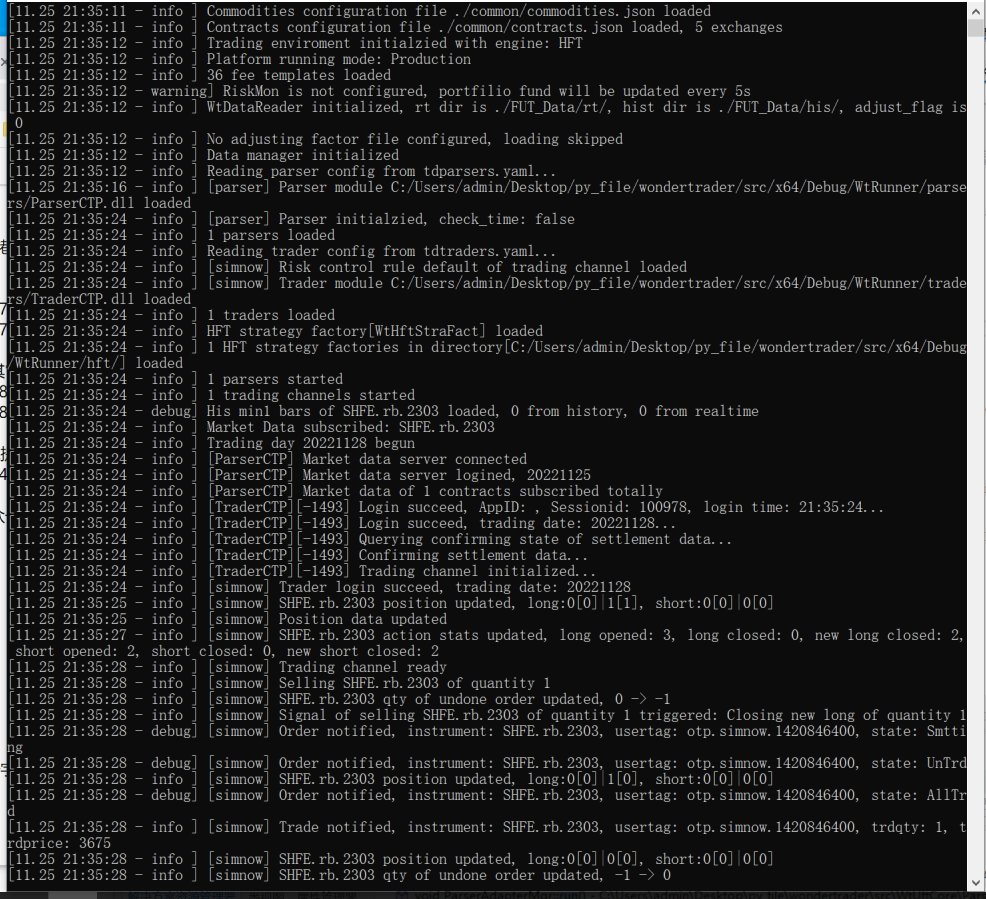 [11.25 21:35:11 - info ] Commodities configuration file ./common/commodities.json loaded
[11.25 21:35:11 - info ] Contracts configuration file ./common/contracts.json loaded, 5 exchanges
[11.25 21:35:12 - info ] Trading enviroment initialzied with engine: HFT
[11.25 21:35:12 - info ] Platform running mode: Production
[11.25 21:35:12 - info ] 36 fee templates loaded
[11.25 21:35:12 - warning] RiskMon is not configured, portfilio fund will be updated every 5s
[11.25 21:35:12 - info ] WtDataReader initialized, rt dir is ./FUT_Data/rt/, hist dir is ./FUT_Data/his/, adjust_flag is
0
[11.25 21:35:12 - info ] No adjusting factor file configured, loading skipped
[11.25 21:35:12 - info ] Data manager initialized
[11.25 21:35:12 - info ] Reading parser config from tdparsers.yaml...
[11.25 21:35:16 - info ] [parser] Parser module C:/Users/admin/Desktop/py_file/wondertrader/src/x64/Debug/WtRunner/parse
rs/ParserCTP.dll loaded
[11.25 21:35:24 - info ] [parser] Parser initialzied, check_time: false
[11.25 21:35:24 - info ] 1 parsers loaded
[11.25 21:35:24 - info ] Reading trader config from tdtraders.yaml...
[11.25 21:35:24 - info ] [simnow] Risk control rule default of trading channel loaded
[11.25 21:35:24 - info ] [simnow] Trader module C:/Users/admin/Desktop/py_file/wondertrader/src/x64/Debug/WtRunner/trade
rs/TraderCTP.dll loaded
[11.25 21:35:24 - info ] 1 traders loaded
[11.25 21:35:24 - info ] HFT strategy factory[WtHftStraFact] loaded
[11.25 21:35:24 - info ] 1 HFT strategy factories in directory[C:/Users/admin/Desktop/py_file/wondertrader/src/x64/Debug
/WtRunner/hft/] loaded
[11.25 21:35:24 - info ] 1 parsers started
[11.25 21:35:24 - info ] 1 trading channels started
[11.25 21:35:24 - debug] His min1 bars of SHFE.rb.2303 loaded, 0 from history, 0 from realtime
[11.25 21:35:24 - info ] Market Data subscribed: SHFE.rb.2303
[11.25 21:35:24 - info ] Trading day 20221128 begun
[11.25 21:35:24 - info ] [ParserCTP] Market data server connected
[11.25 21:35:24 - info ] [ParserCTP] Market data server logined, 20221125
[11.25 21:35:24 - info ] [ParserCTP] Market data of 1 contracts subscribed totally
[11.25 21:35:24 - info ] [TraderCTP][-1493] Login succeed, AppID: , Sessionid: 100978, login time: 21:35:24...
[11.25 21:35:24 - info ] [TraderCTP][-1493] Login succeed, trading date: 20221128...
[11.25 21:35:24 - info ] [TraderCTP][-1493] Querying confirming state of settlement data...
[11.25 21:35:24 - info ] [TraderCTP][-1493] Confirming settlement data...
[11.25 21:35:24 - info ] [TraderCTP][-1493] Trading channel initialized...
[11.25 21:35:24 - info ] [simnow] Trader login succeed, trading date: 20221128
[11.25 21:35:25 - info ] [simnow] SHFE.rb.2303 position updated, long:0[0]|1[1], short:0[0]|0[0]
[11.25 21:35:25 - info ] [simnow] Position data updated
[11.25 21:35:27 - info ] [simnow] SHFE.rb.2303 action stats updated, long opened: 3, long closed: 0, new long closed: 2,
short opened: 2, short closed: 0, new short closed: 2
[11.25 21:35:28 - info ] [simnow] Trading channel ready
[11.25 21:35:28 - info ] [simnow] Selling SHFE.rb.2303 of quantity 1
[11.25 21:35:28 - info ] [simnow] SHFE.rb.2303 qty of undone order updated, 0 -> -1
[11.25 21:35:28 - info ] [simnow] Signal of selling SHFE.rb.2303 of quantity 1 triggered: Closing new long of quantity 1
[11.25 21:35:28 - debug] [simnow] Order notified, instrument: SHFE.rb.2303, usertag: otp.simnow.1420846400, state: Smtti
ng
[11.25 21:35:28 - debug] [simnow] Order notified, instrument: SHFE.rb.2303, usertag: otp.simnow.1420846400, state: UnTrd
[11.25 21:35:28 - info ] [simnow] SHFE.rb.2303 position updated, long:0[0]|1[0], short:0[0]|0[0]
[11.25 21:35:28 - debug] [simnow] Order notified, instrument: SHFE.rb.2303, usertag: otp.simnow.1420846400, state: AllTr
d
[11.25 21:35:28 - info ] [simnow] Trade notified, instrument: SHFE.rb.2303, usertag: otp.simnow.1420846400, trdqty: 1, t
rdprice: 3675
[11.25 21:35:28 - info ] [simnow] SHFE.rb.2303 position updated, long:0[0]|0[0], short:0[0]|0[0]
[11.25 21:35:28 - info ] [simnow] SHFE.rb.2303 qty of undone order updated, -1 -> 0